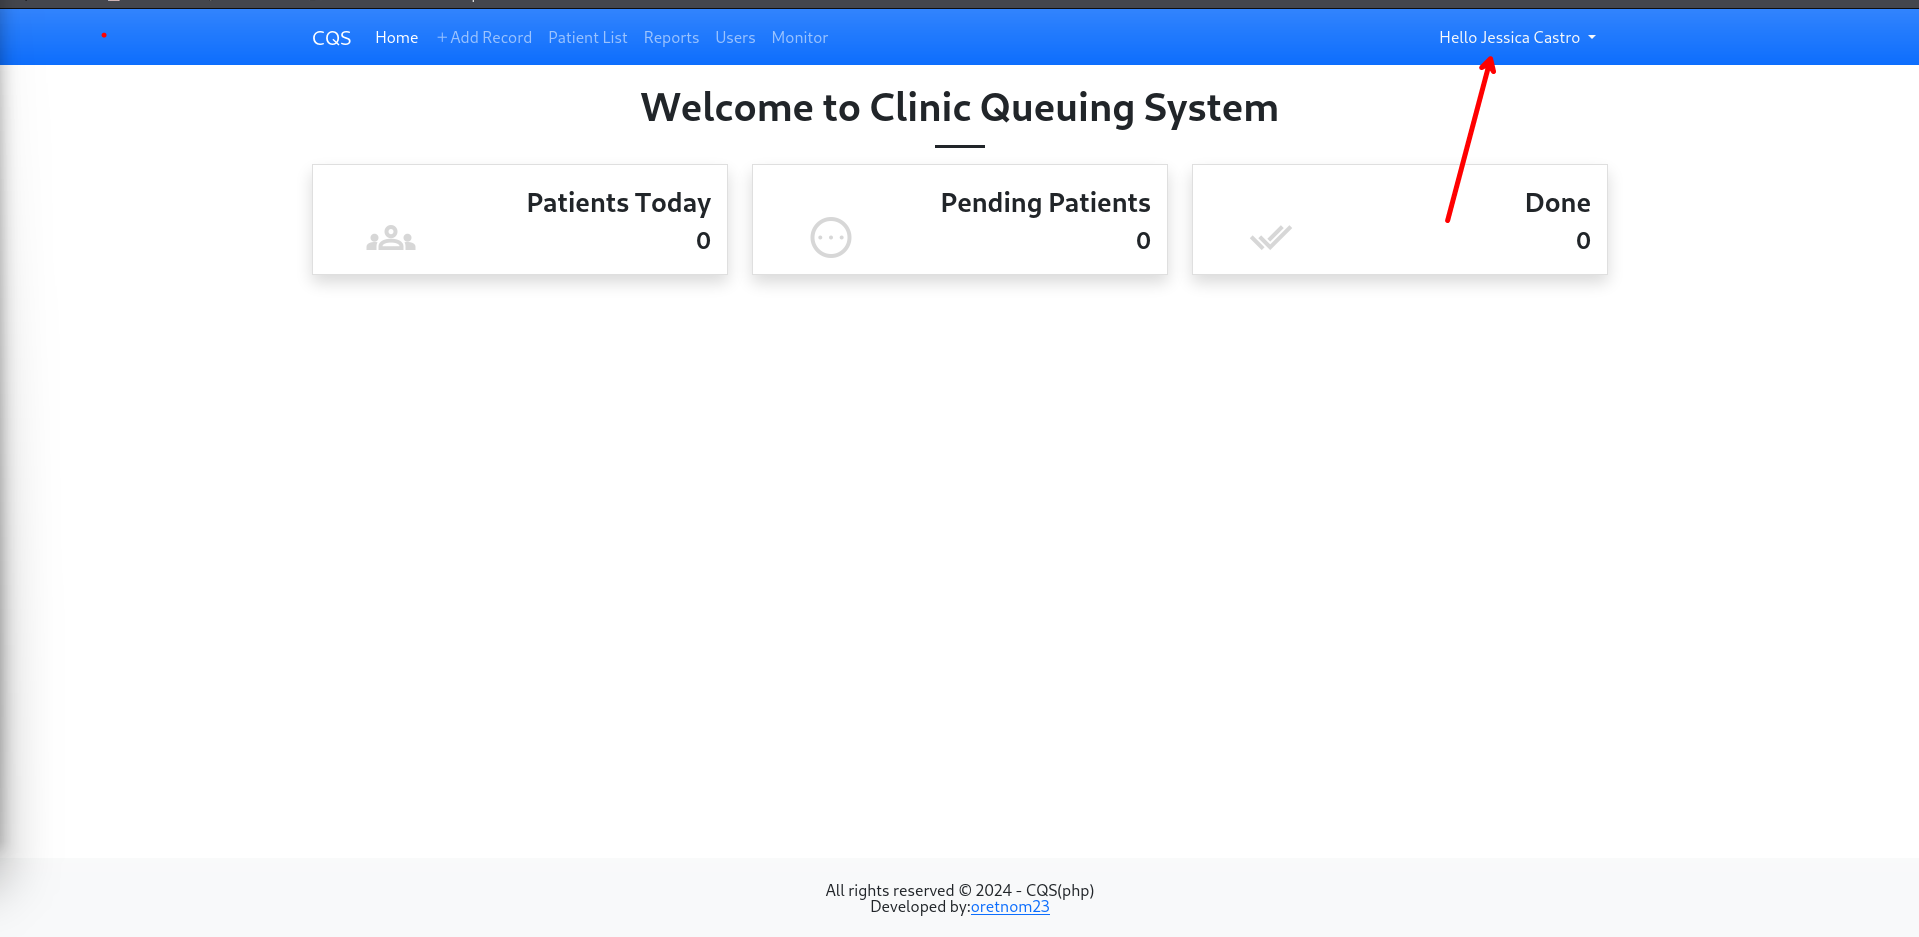 CQS Home + Add Record Patient List Reports Users Monitor Hello Jessica Castro
Welcome to Clinic Queuing System
Patients Today
0
Pending Patients
0
Done
0
All rights reserved © 2024 - CQS(php)
Developed by:oretnom23